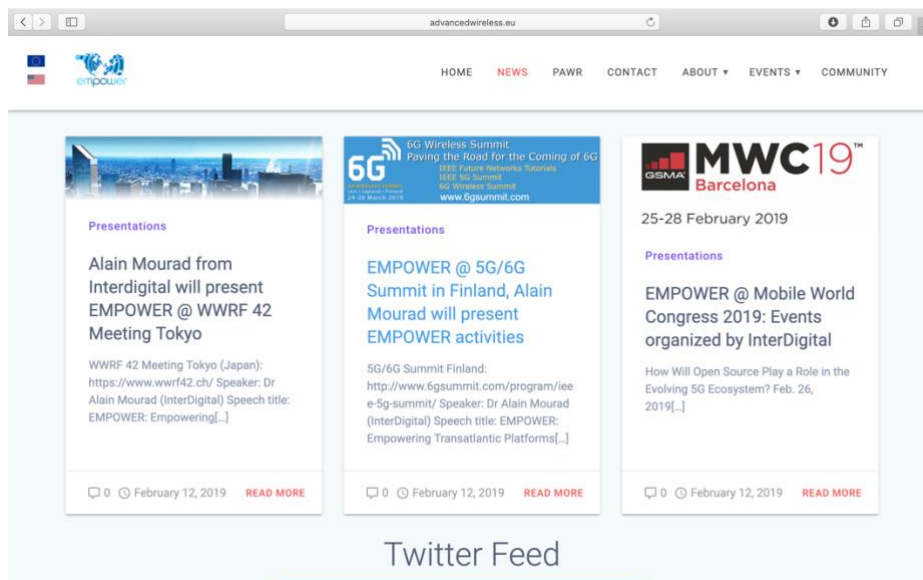 advancedwireless.eu
empower
HOME NEWS PAWR CONTACT ABOUT ▾ EVENTS ▾ COMMUNITY
Presentations
Alain Mourad from
Interdigital will present
EMPOWER @ WWRF 42
Meeting Tokyo
WWRF 42 Meeting Tokyo (Japan):
https://www.wwrf42.ch/ Speaker: Dr
Alain Mourad (InterDigital) Speech title:
EMPOWER: Empowering[...]
0 February 12, 2019 READ MORE
6G Wireless Summit
Paving the Road for the Coming of 6G
IEEE Future Networks Tutorials
IEEE 5G Summit
6G Wireless Summit
www.6gsummit.com
6G
24-26 March 2019
Presentations
EMPOWER @ 5G/6G
Summit in Finland, Alain
Mourad will present
EMPOWER activities
5G/6G Summit Finland:
http://www.6gsummit.com/program/iee
e-5g-summit/ Speaker: Dr Alain Mourad
(InterDigital) Speech title: EMPOWER:
Empowering Transatlantic Platforms[...]
0 February 12, 2019 READ MORE
GSMA
MWC19™
Barcelona
25-28 February 2019
Presentations
EMPOWER @ Mobile World
Congress 2019: Events
organized by InterDigital
How Will Open Source Play a Role in the
Evolving 5G Ecosystem? Feb. 26,
2019[...]
0 February 12, 2019 READ MORE
Twitter Feed